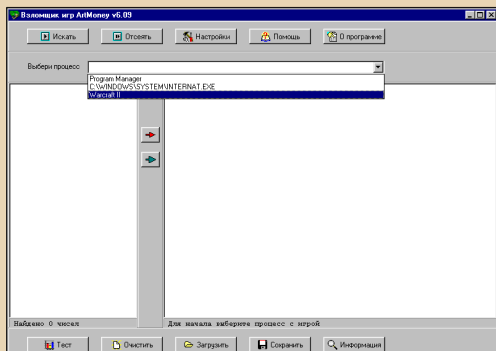 Взломщик игр ArtMoney v6.09
Искать Отсеять Настройки Помощь О программе
Выбери процесс
Program Manager
C:\WINDOWS\SYSTEM\INTERNAT.EXE
Warcraft II
Найдено 0 чисел Для начала выберите процесс с игрой
Тест Очистить Загрузить Сохранить Информация